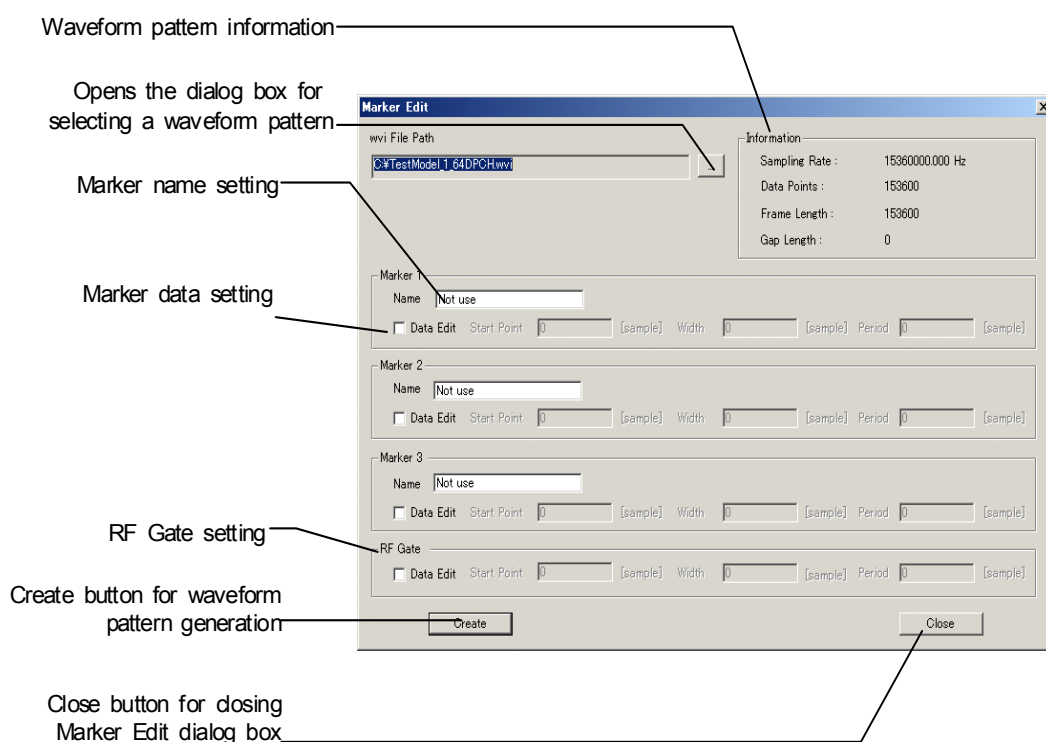 Waveform pattern information
Opens the dialog box for
selecting a waveform pattern
Marker name setting
Marker data setting
RF Gate setting
Create button for waveform
pattern generation
Close button for closing
Marker Edit dialog box
Marker Edit
wvi File Path
C:¥TestModel_1_64DPCH.wvi
...
Information
Sampling Rate : 15360000.000 Hz
Data Points : 153600
Frame Length : 153600
Gap Length : 0
Marker 1
Name Not use
Data Edit Start Point 0 [sample] Width 0 [sample] Period 0 [sample]
Marker 2
Name Not use
Data Edit Start Point 0 [sample] Width 0 [sample] Period 0 [sample]
Marker 3
Name Not use
Data Edit Start Point 0 [sample] Width 0 [sample] Period 0 [sample]
RF Gate
Data Edit Start Point 0 [sample] Width 0 [sample] Period 0 [sample]
Create Close